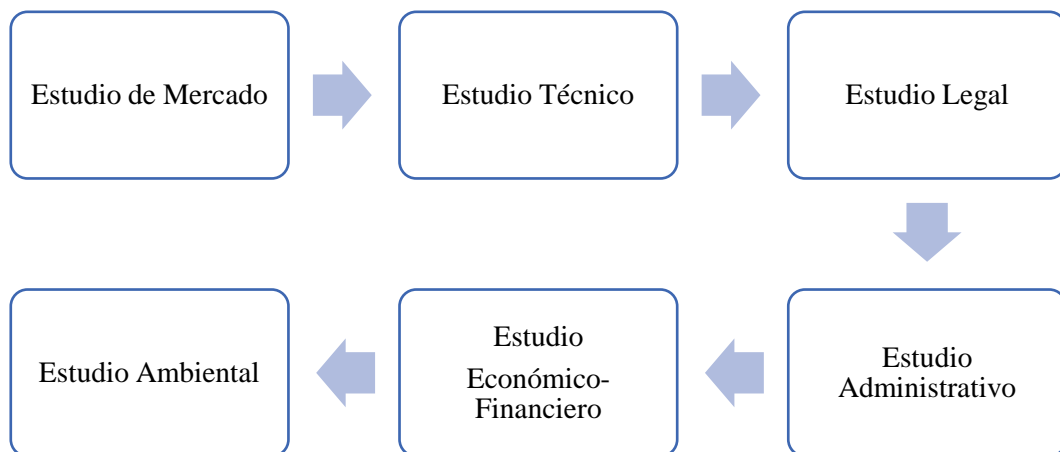 Estudio de Mercado
Estudio Técnico
Estudio Legal
Estudio
Administrativo
Estudio
Económico-
Financiero
Estudio Ambiental